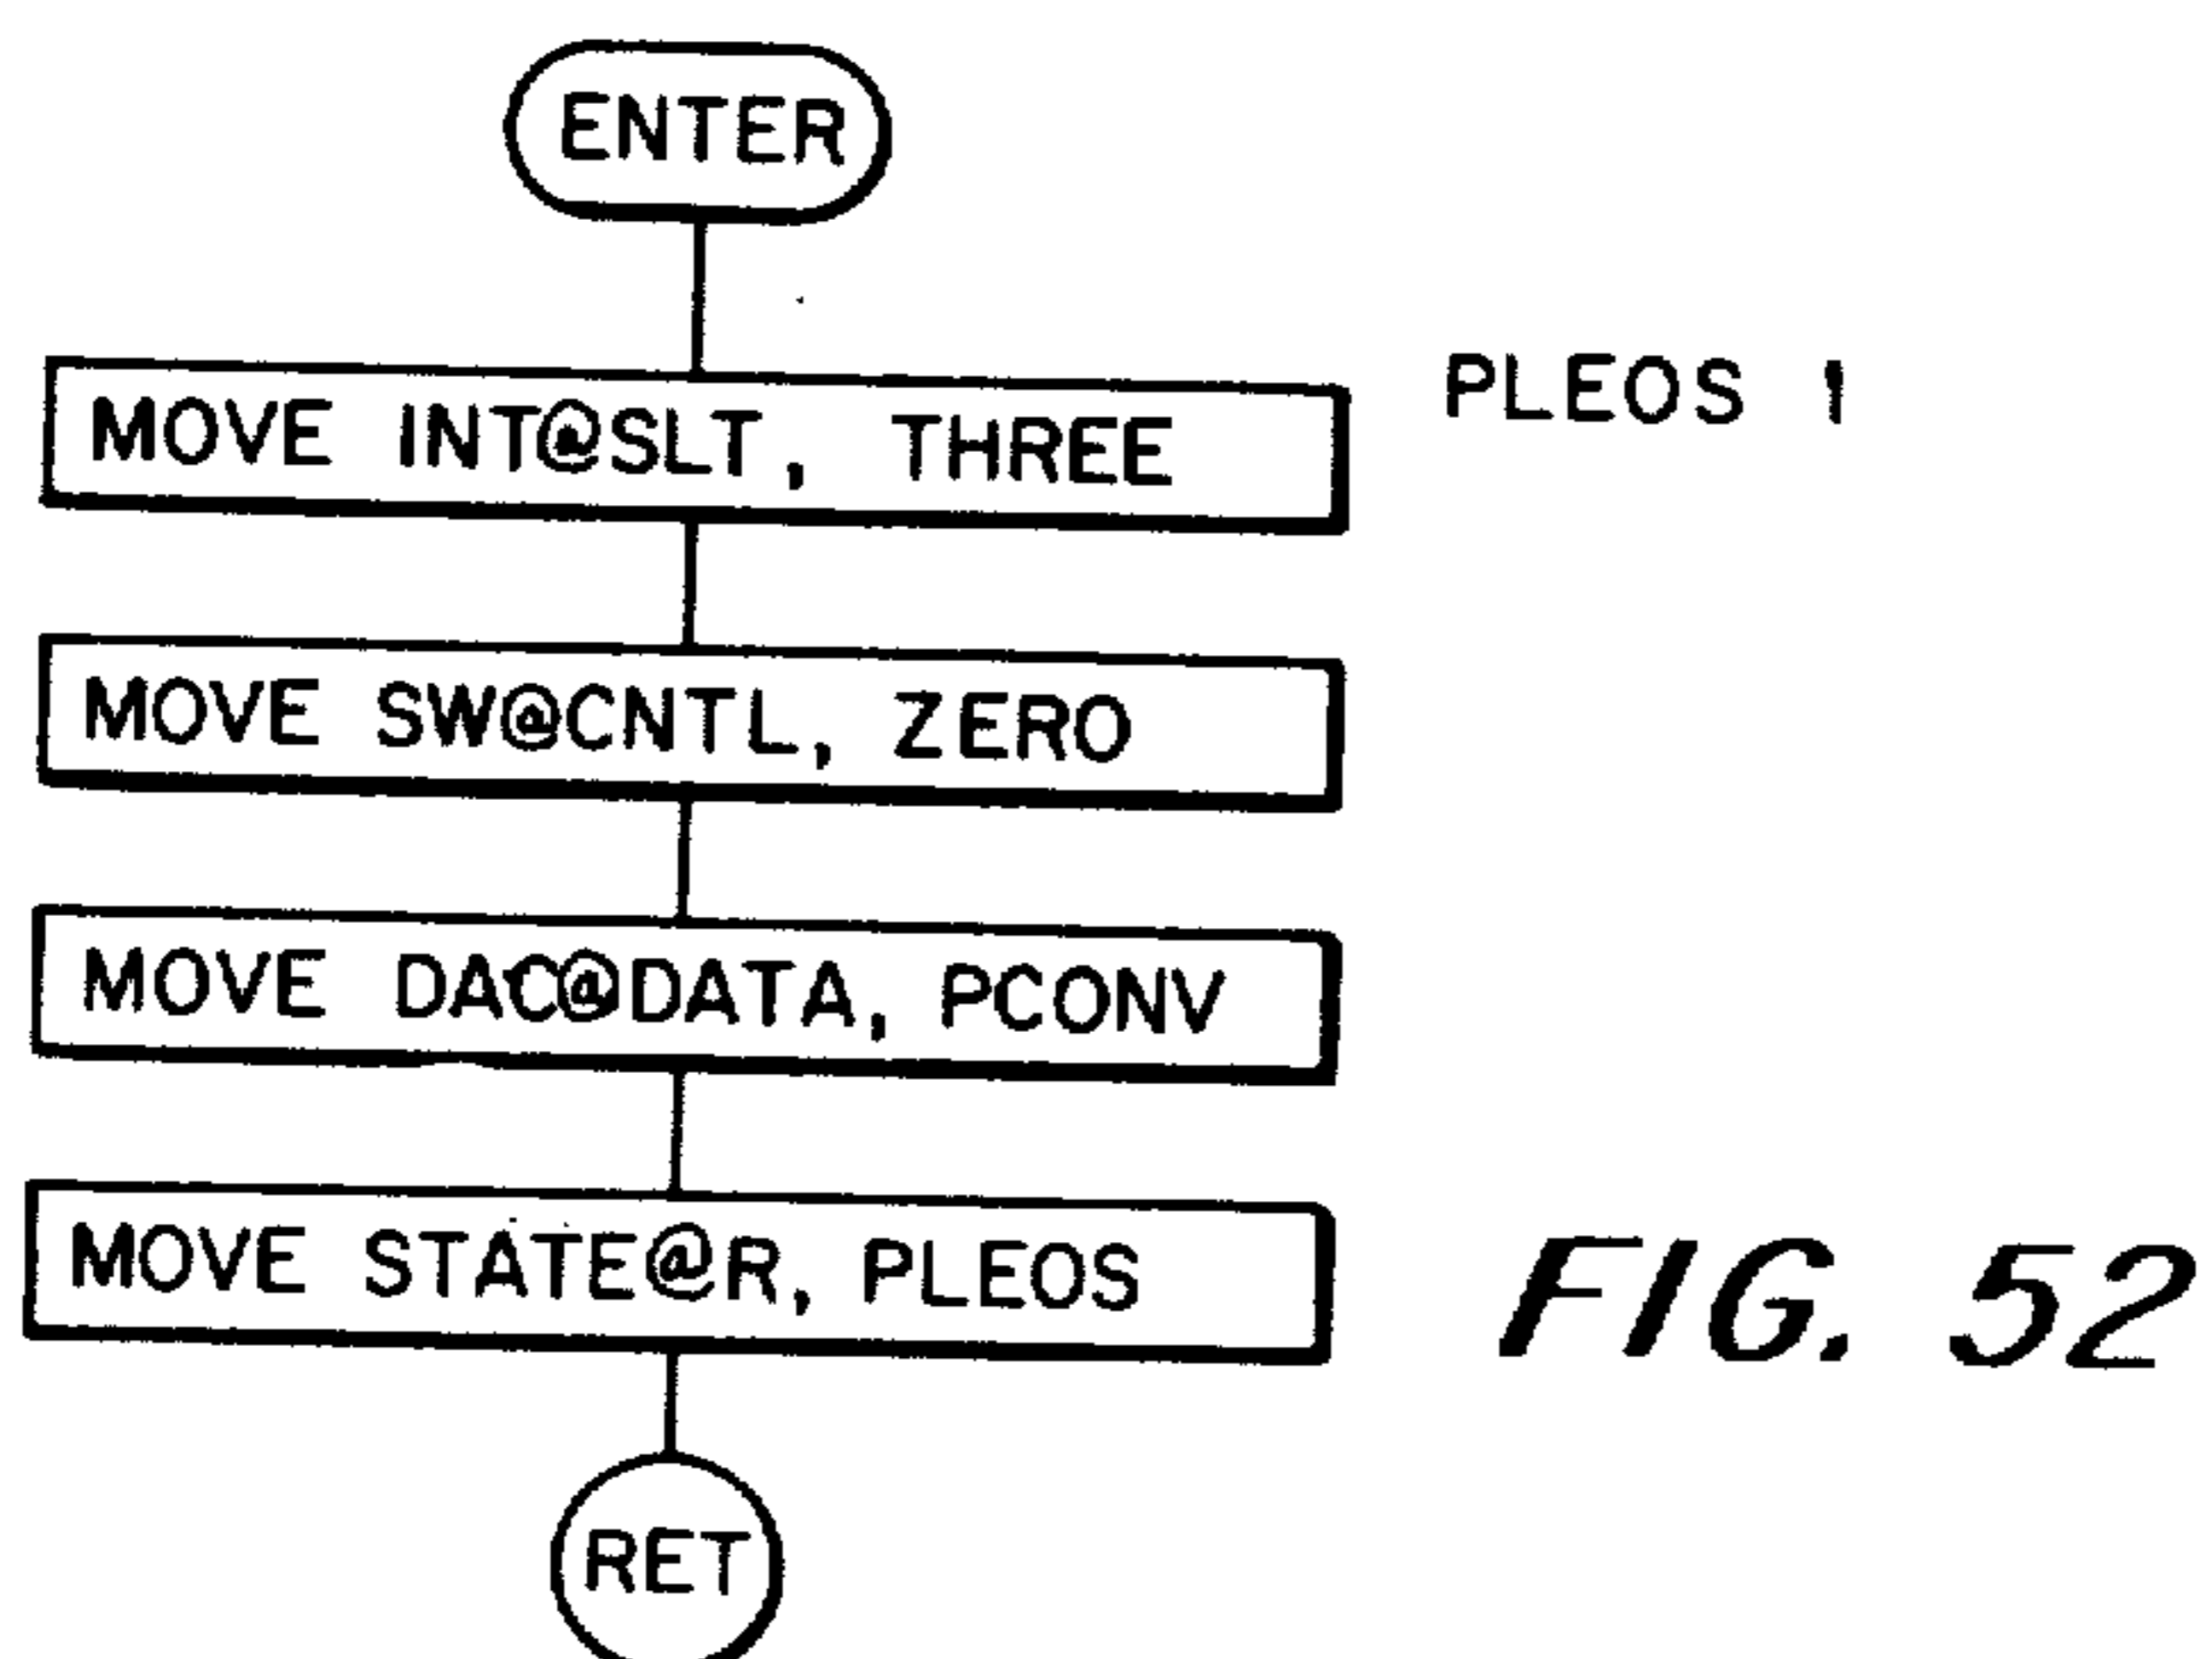 ENTER
MOVE INT@SLT, THREE
PLEOS 1
MOVE SW@CNTL, ZERO
MOVE DAC@DATA, PCONV
MOVE STATE@R, PLEOS
FIG. 52
RET